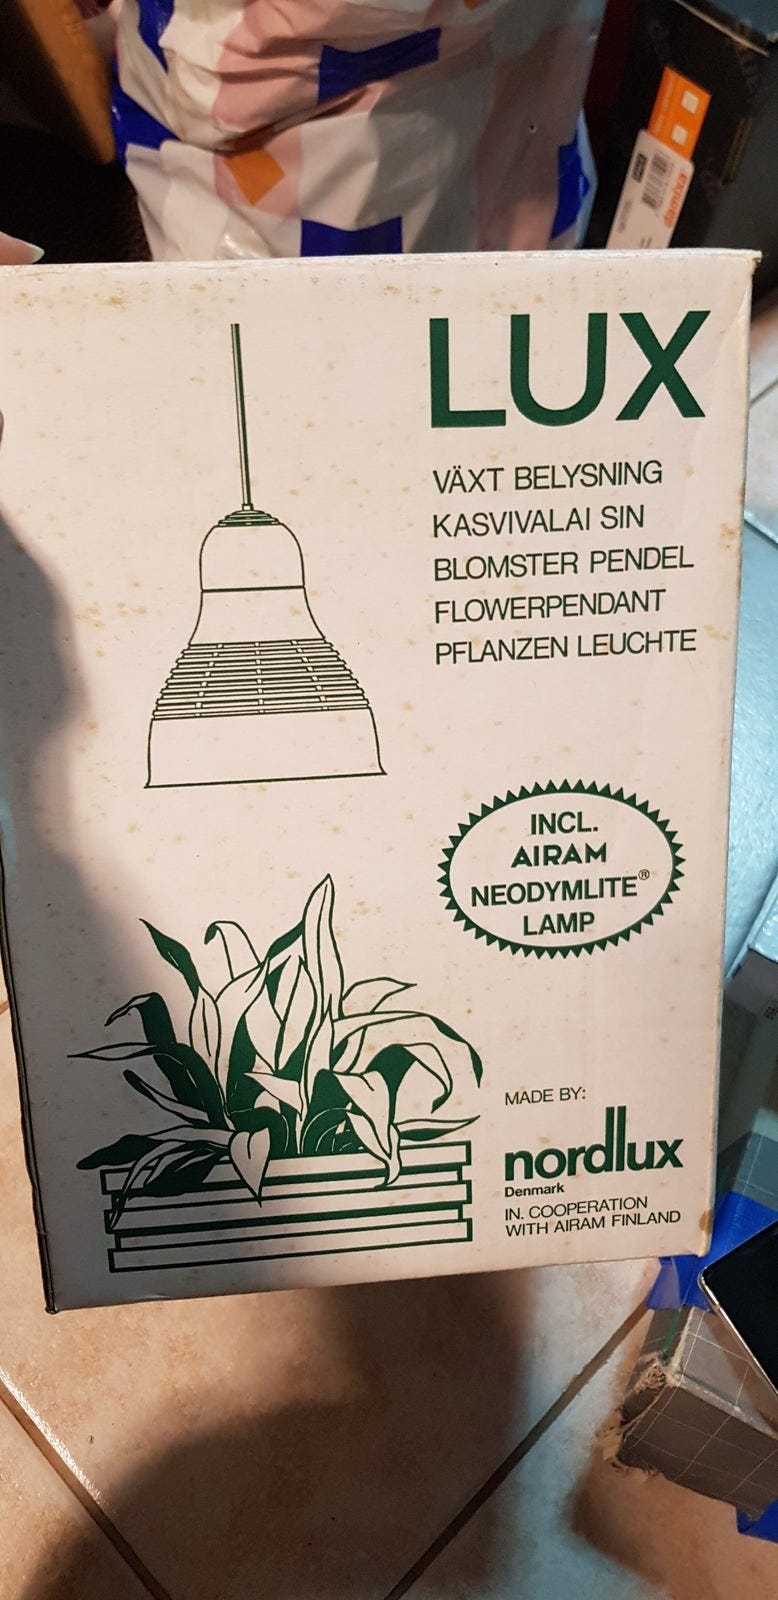 LUX
VÄXT BELYSNING
KASVIVALAI SIN
BLOMSTER PENDEL
FLOWERPENDANT
PFLANZEN LEUCHTE
INCL.
AIRAM
NEODYMLITE®
LAMP
MADE BY:
nordlux
Denmark
IN. COOPERATION
WITH AIRAM FINLAND
damixa